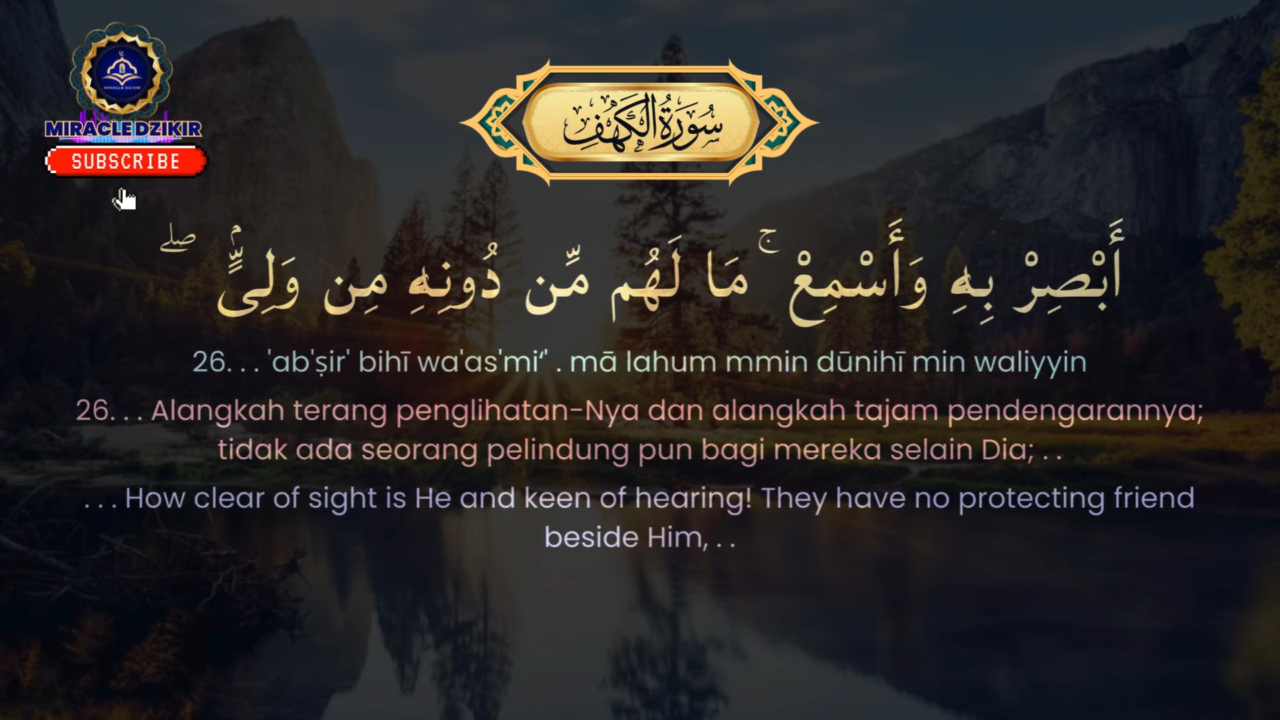 MIRACLEDZIKIR
SUBSCRIBE
سُورَةُ الكَهْفِ
أَبْصِرْ بِهِ وَأَسْمِعْ ۚ مَا لَهُم مِّن دُونِهِ مِن وَلِىٍّۢ ۖ
26. . . 'ab'ṣir' bihī wa'as'mi‘' . mā lahum mmin dūnihī min waliyyin
26. . . Alangkah terang penglihatan-Nya dan alangkah tajam pendengarannya;
tidak ada seorang pelindung pun bagi mereka selain Dia; . .
. . . How clear of sight is He and keen of hearing! They have no protecting friend
beside Him, . .